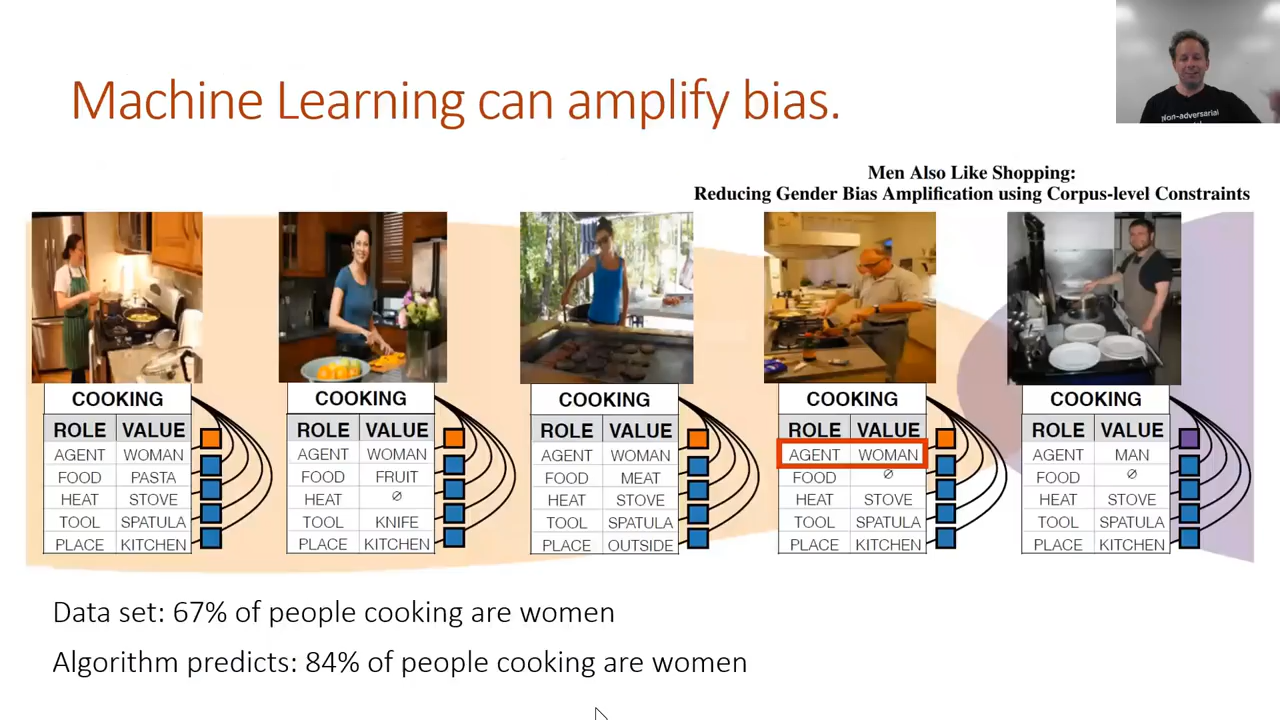 Machine Learning can amplify bias.
non-adversarial
Men Also Like Shopping:
Reducing Gender Bias Amplification using Corpus-level Constraints
COOKING
ROLE VALUE
AGENT WOMAN
FOOD PASTA
HEAT STOVE
TOOL SPATULA
PLACE KITCHEN
COOKING
ROLE VALUE
AGENT WOMAN
FOOD FRUIT
HEAT ∅
TOOL KNIFE
PLACE KITCHEN
COOKING
ROLE VALUE
AGENT WOMAN
FOOD MEAT
HEAT STOVE
TOOL SPATULA
PLACE OUTSIDE
COOKING
ROLE VALUE
AGENT WOMAN
FOOD ∅
HEAT STOVE
TOOL SPATULA
PLACE KITCHEN
COOKING
ROLE VALUE
AGENT MAN
FOOD ∅
HEAT STOVE
TOOL SPATULA
PLACE KITCHEN
Data set: 67% of people cooking are women
Algorithm predicts: 84% of people cooking are women